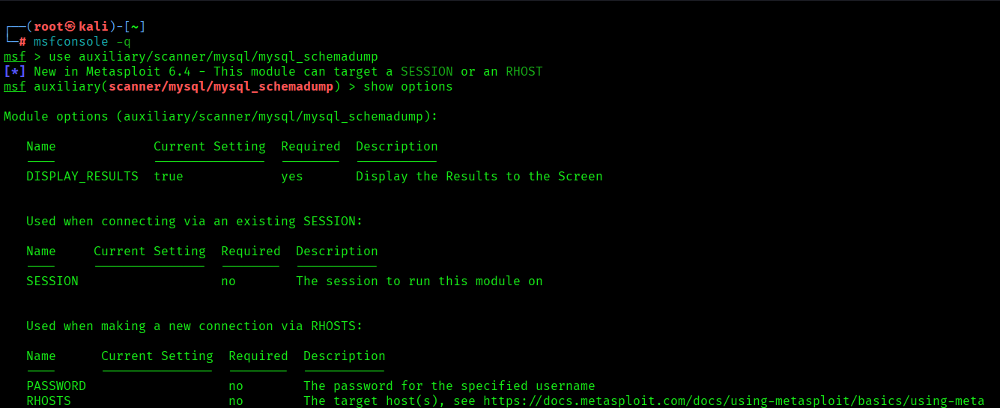 ┌──(root㉿kali)-[~]
└─# msfconsole -q
msf > use auxiliary/scanner/mysql/mysql_schemadump
[*] New in Metasploit 6.4 - This module can target a SESSION or an RHOST
msf auxiliary(scanner/mysql/mysql_schemadump) > show options
Module options (auxiliary/scanner/mysql/mysql_schemadump):
Name Current Setting Required Description
---- --------------- -------- -----------
DISPLAY_RESULTS true yes Display the Results to the Screen
Used when connecting via an existing SESSION:
Name Current Setting Required Description
---- --------------- -------- -----------
SESSION no The session to run this module on
Used when making a new connection via RHOSTS:
Name Current Setting Required Description
---- --------------- -------- -----------
PASSWORD no The password for the specified username
RHOSTS no The target host(s), see https://docs.metasploit.com/docs/using-metasploit/basics/using-meta